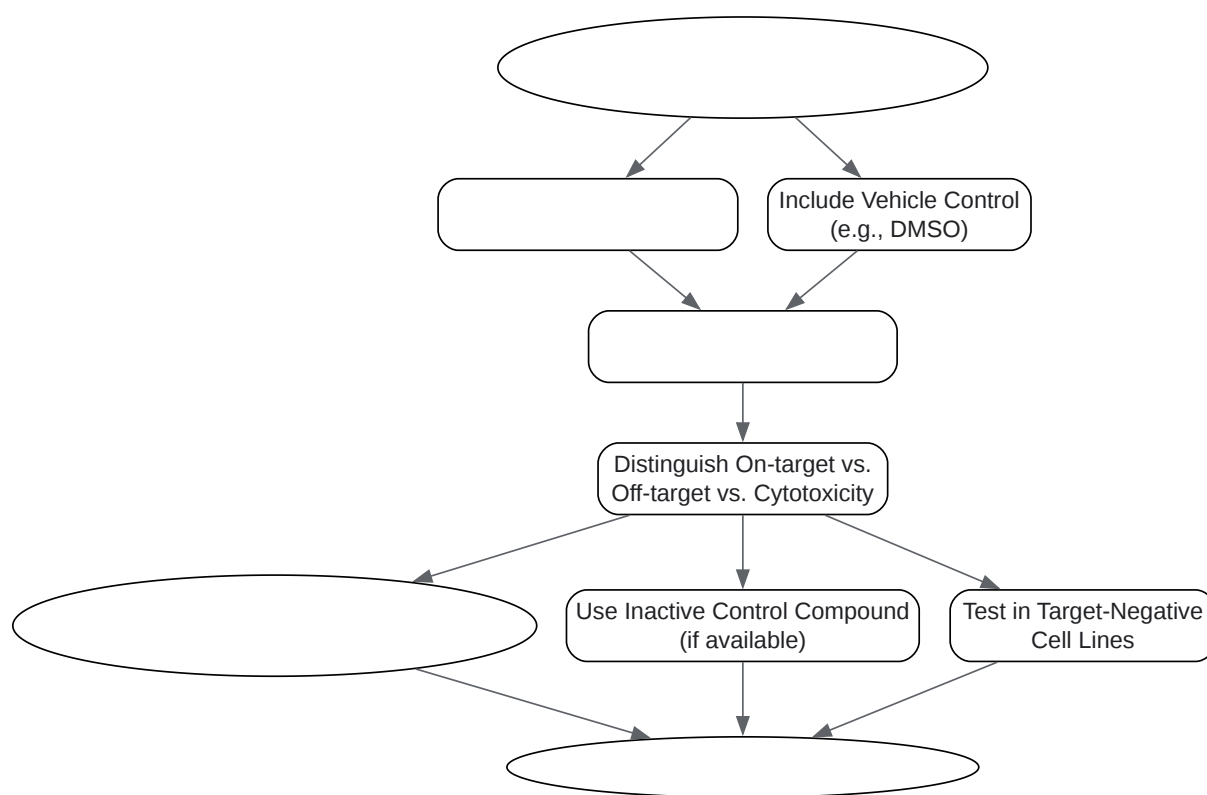 Include Vehicle Control
(e.g., DMSO)
Distinguish On-target vs.
Off-target vs. Cytotoxicity
Use Inactive Control Compound
(if available)
Test in Target-Negative
Cell Lines